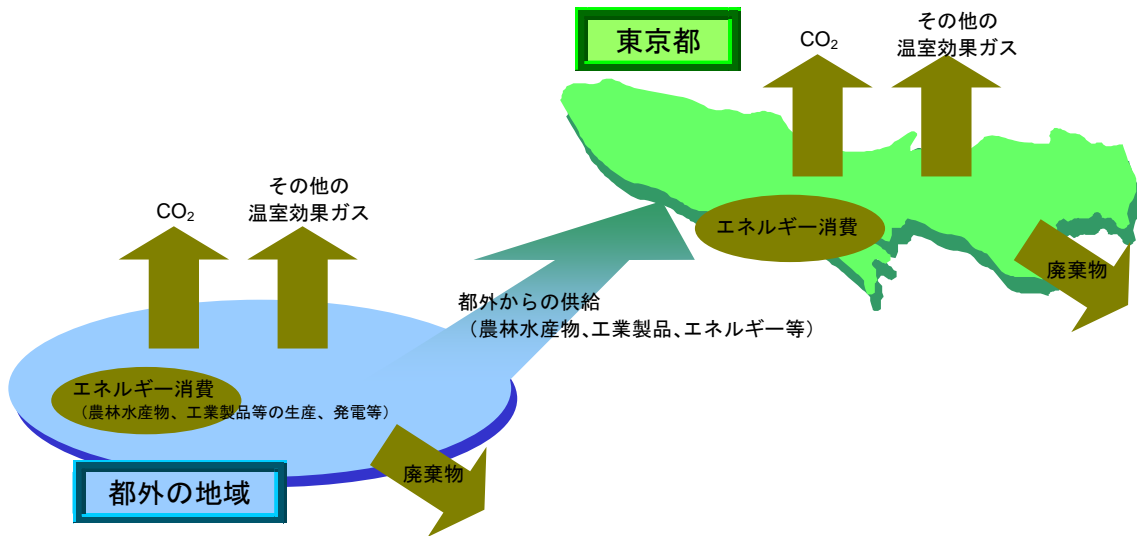 東京都
CO₂
その他の
温室効果ガス
エネルギー消費
廃棄物
CO₂
その他の
温室効果ガス
都外からの供給
(農林水産物、工業製品、エネルギー等)
エネルギー消費
(農林水産物、工業製品等の生産、発電等)
廃棄物
都外の地域